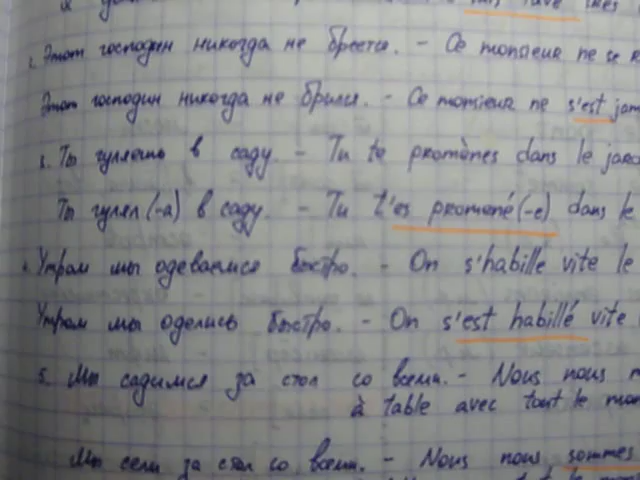 2. Этот господин никогда не бреется. - Ce monsieur ne se
Этот господин никогда не брился. - Ce monsieur ne s'est jam
3. Ты гуляешь в саду. - Tu te promènes dans le jard
Ты гулял (-а) в саду. - Tu t'es promené (-e) dans le
Утром мы одеваемся быстро. - On s'habille vite le
Утром мы оделись быстро. - On s'est habillé vite
5. Мы садимся за стол со всеми. - Nous nous m
à table avec tout le mon
Мы сели за стол со всеми. - Nous nous sommes